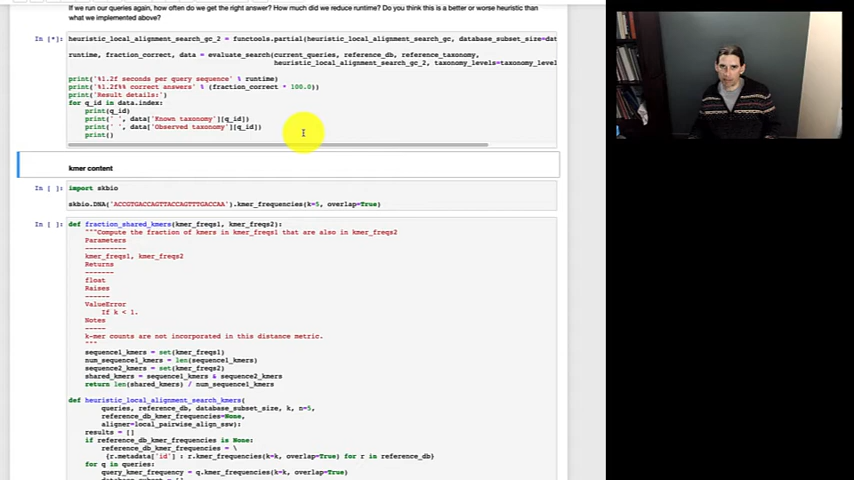 If we run our queries again, how often do we get the right answer? How much did we reduce runtime? Do you think this is a better or worse heuristic than
what we implemented above?
In [*]:
heuristic_local_alignment_search_gc_2 = functools.partial(heuristic_local_alignment_search_gc, database_subset_size=dat
runtime, fraction_correct, data = evaluate_search(current_queries, reference_db, reference_taxonomy,
heuristic_local_alignment_search_gc_2, taxonomy_levels=taxonomy_level
print('%1.2f seconds per query sequence' % runtime)
print('%1.2f%% correct answers' % (fraction_correct * 100.0))
print('Result details:')
for q_id in data.index:
print(q_id)
print(' ', data['Known taxonomy'][q_id])
print(' ', data['Observed taxonomy'][q_id])
print()
kmer content
In [ ]:
import skbio
skbio.DNA('ACCGTGACCAGTTACCAGTTTGACCAA').kmer_frequencies(k=5, overlap=True)
In [ ]:
def fraction_shared_kmers(kmer_freqs1, kmer_freqs2):
"""Compute the fraction of kmers in kmer_freqs1 that are also in kmer_freqs2
Parameters
----------
kmer_freqs1, kmer_freqs2
Returns
-------
float
Raises
------
ValueError
If k < 1.
Notes
-----
k-mer counts are not incorporated in this distance metric.
"""
sequence1_kmers = set(kmer_freqs1)
num_sequence1_kmers = len(sequence1_kmers)
sequence2_kmers = set(kmer_freqs2)
shared_kmers = sequence1_kmers & sequence2_kmers
return len(shared_kmers) / num_sequence1_kmers
def heuristic_local_alignment_search_kmers(
queries, reference_db, database_subset_size, k, n=5,
reference_db_kmer_frequencies=None,
aligner=local_pairwise_align_ssw):
results = []
if reference_db_kmer_frequencies is None:
reference_db_kmer_frequencies = \
{r.metadata['id'] : r.kmer_frequencies(k=k, overlap=True) for r in reference_db}
for q in queries:
query_kmer_frequency = q.kmer_frequencies(k=k, overlap=True)